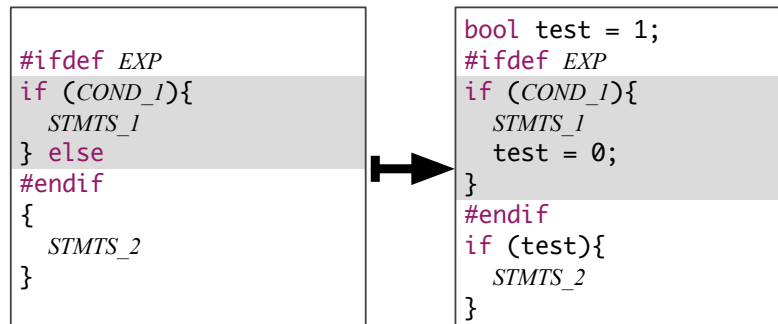 #ifdef EXP
if (COND_1){
STMTS_1
} else
#endif
{
STMTS_2
}
bool test = 1;
#ifdef EXP
if (COND_1){
STMTS_1
test = 0;
}
#endif
if (test){
STMTS_2
}